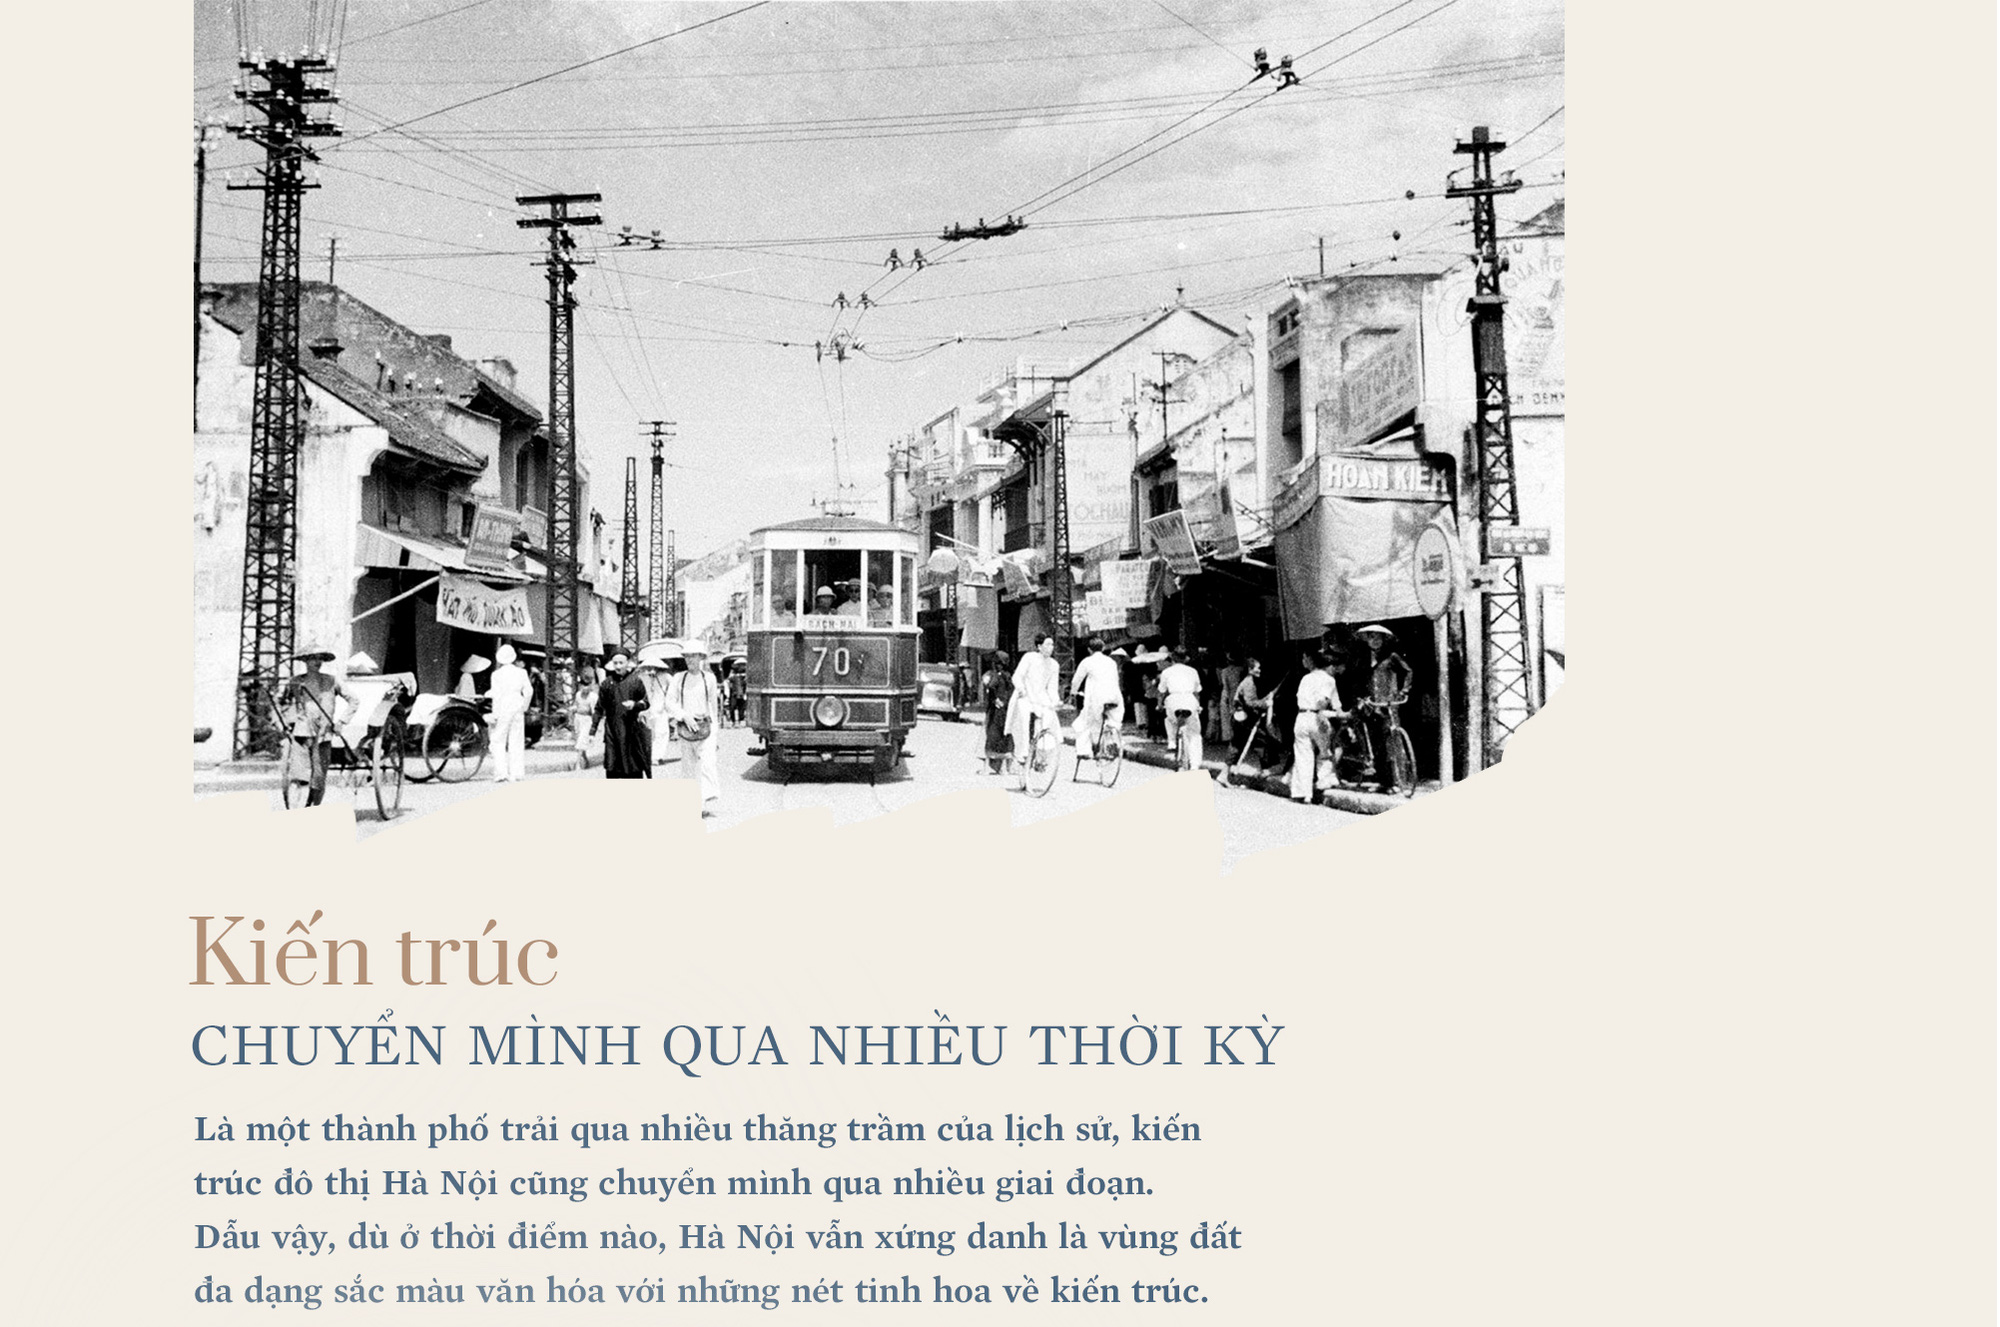 HOAN KIEM
BACH-MAI
70
Kiến trúc
CHUYỂN MÌNH QUA NHIỀU THỜI KỲ
Là một thành phố trải qua nhiều thăng trầm của lịch sử, kiến
trúc đô thị Hà Nội cũng chuyển mình qua nhiều giai đoạn.
Dẫu vậy, dù ở thời điểm nào, Hà Nội vẫn xứng danh là vùng đất
đa dạng sắc màu văn hóa với những nét tinh hoa về kiến trúc.